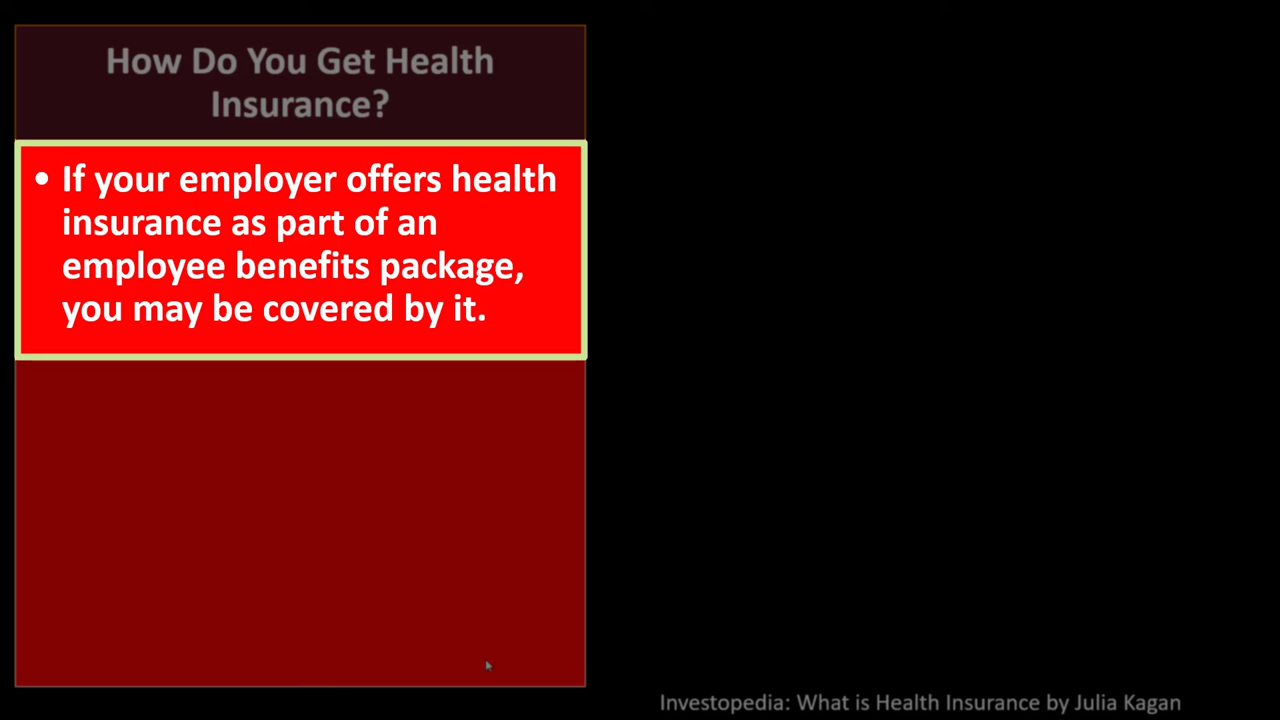 How Do You Get Health
Insurance?
• If your employer offers health
insurance as part of an
employee benefits package,
you may be covered by it.
Investopedia: What is Health Insurance by Julia Kagan